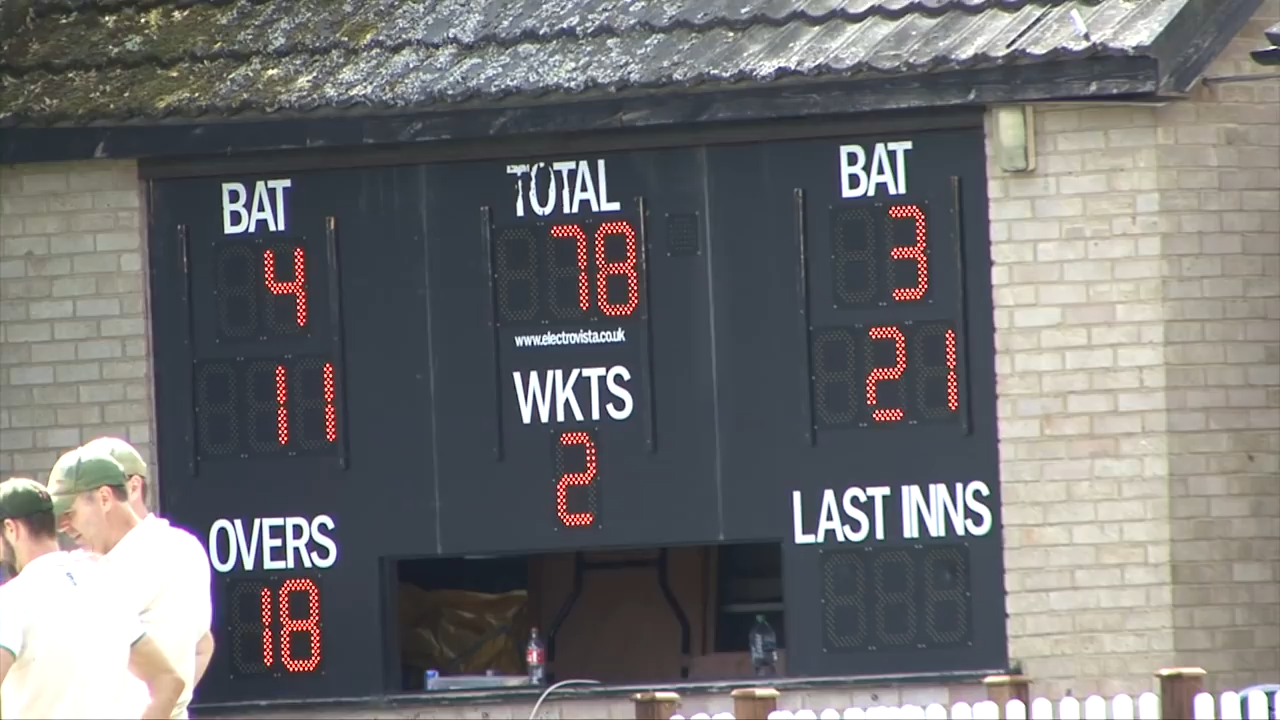 BAT
4
11
TOTAL
78
www.electrovista.co.uk
WKTS
2
BAT
3
21
OVERS
18
LAST INNS